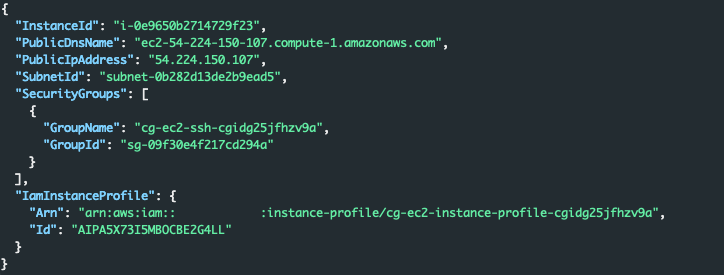 {
"InstanceId": "i-0e9650b2714729f23",
"PublicDnsName": "ec2-54-224-150-107.compute-1.amazonaws.com",
"PublicIpAddress": "54.224.150.107",
"SubnetId": "subnet-0b282d13de2b9ead5",
"SecurityGroups": [
{
"GroupName": "cg-ec2-ssh-cgidg25jfhzv9a",
"GroupId": "sg-09f30e4f217cd294a"
}
],
"IamInstanceProfile": {
"Arn": "arn:aws:iam:: :instance-profile/cg-ec2-instance-profile-cgidg25jfhzv9a",
"Id": "AIPA5X73I5MBOCBE2G4LL"
}
}